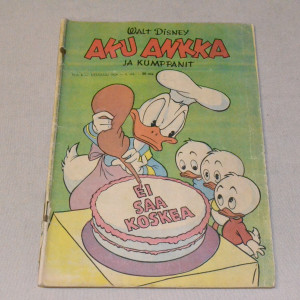 WALT DISNEY
AKU ANKKA
JA KUMPPANIT
EI
SAA
KOSKEA